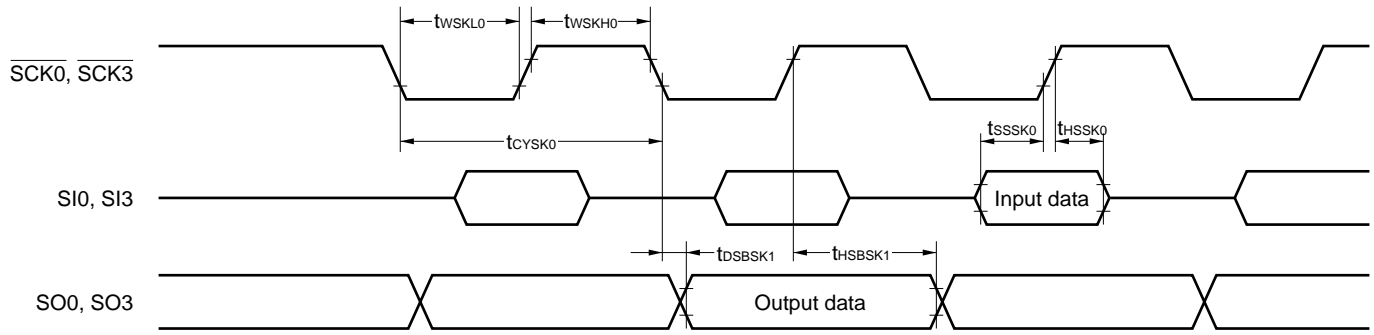 tWSKL0 tWSKH0
SCK0, SCK3
tSSSK0 tHSSK0
tCYSK0
SI0, SI3 Input data
tDSBSK1 tHSBSK1
SO0, SO3 Output data